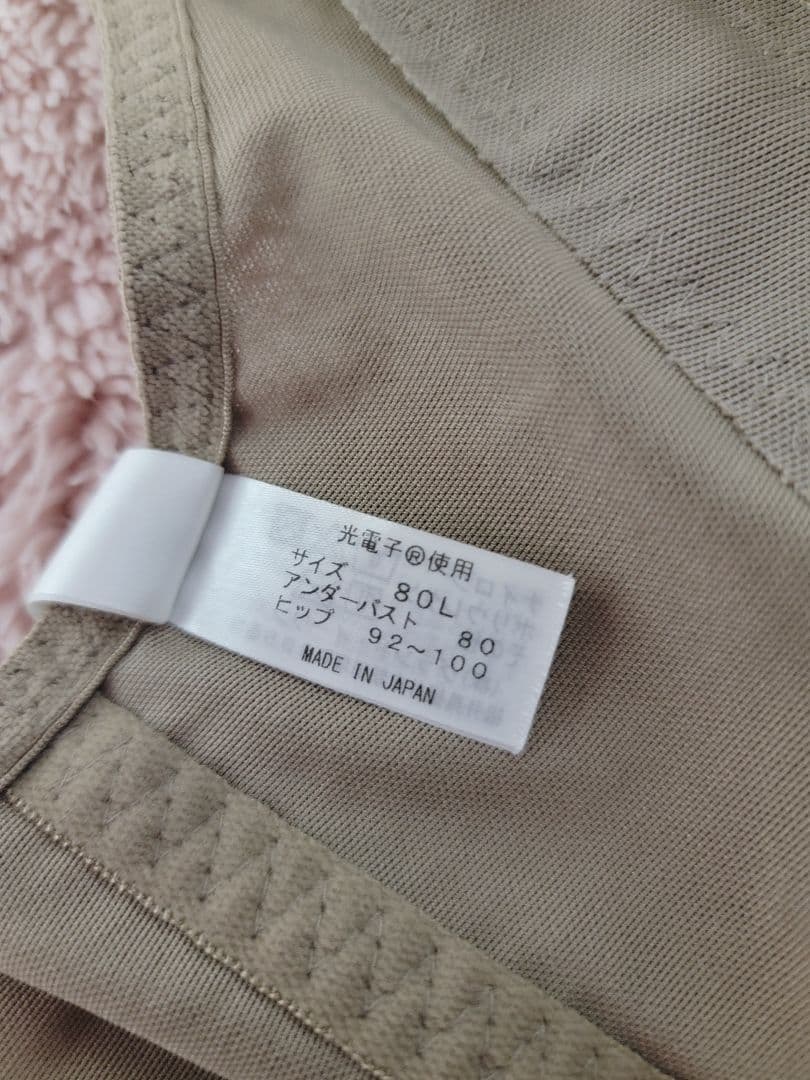 光電子®使用
サイズ 80L
アンダーバスト 80
ヒップ 92～100
MADE IN JAPAN